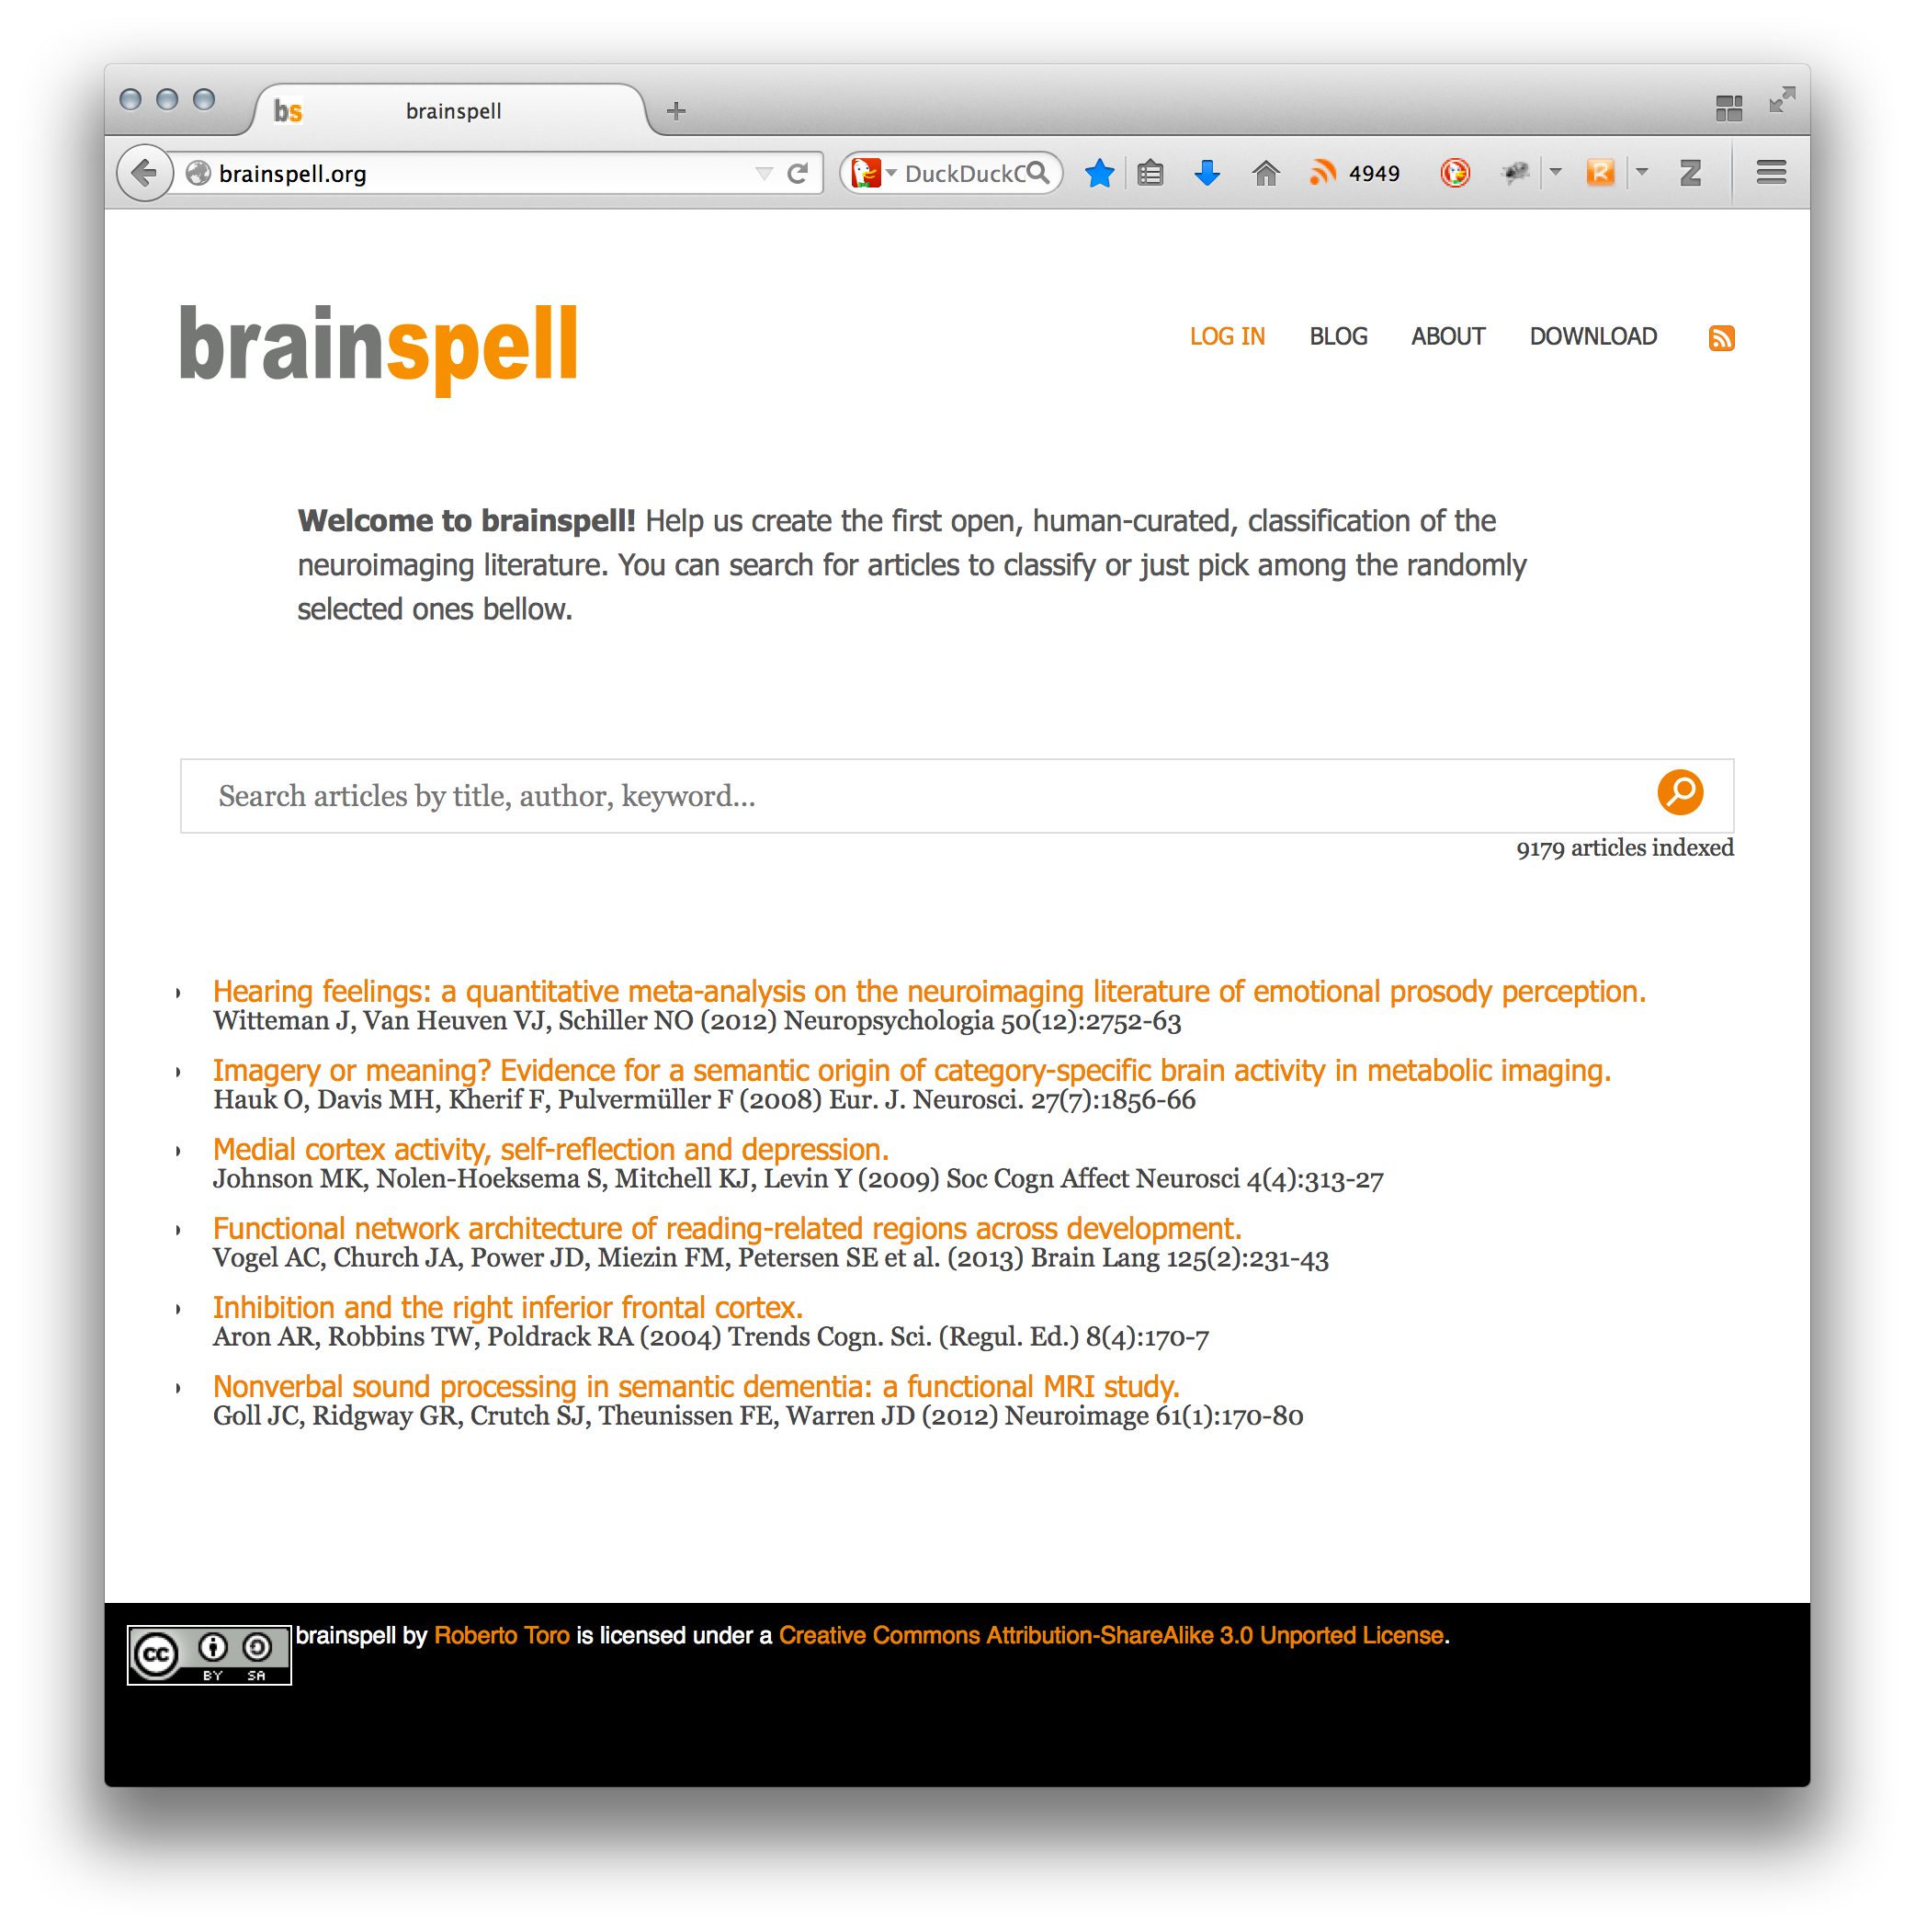 bs brainspell
brainspell.org DuckDuckG 4949
brainspell LOG IN BLOG ABOUT DOWNLOAD
Welcome to brainspell! Help us create the first open, human-curated, classification of the
neuroimaging literature. You can search for articles to classify or just pick among the randomly
selected ones bellow.
Search articles by title, author, keyword...
9179 articles indexed
Hearing feelings: a quantitative meta-analysis on the neuroimaging literature of emotional prosody perception.
Witteman J, Van Heuven VJ, Schiller NO (2012) Neuropsychologia 50(12):2752-63
Imagery or meaning? Evidence for a semantic origin of category-specific brain activity in metabolic imaging.
Hauk O, Davis MH, Kherif F, Pulvermüller F (2008) Eur. J. Neurosci. 27(7):1856-66
Medial cortex activity, self-reflection and depression.
Johnson MK, Nolen-Hoeksema S, Mitchell KJ, Levin Y (2009) Soc Cogn Affect Neurosci 4(4):313-27
Functional network architecture of reading-related regions across development.
Vogel AC, Church JA, Power JD, Miezin FM, Petersen SE et al. (2013) Brain Lang 125(2):231-43
Inhibition and the right inferior frontal cortex.
Aron AR, Robbins TW, Poldrack RA (2004) Trends Cogn. Sci. (Regul. Ed.) 8(4):170-7
Nonverbal sound processing in semantic dementia: a functional MRI study.
Goll JC, Ridgway GR, Crutch SJ, Theunissen FE, Warren JD (2012) Neuroimage 61(1):170-80
brainspell by Roberto Toro is licensed under a Creative Commons Attribution-ShareAlike 3.0 Unported License.
cc BY SA